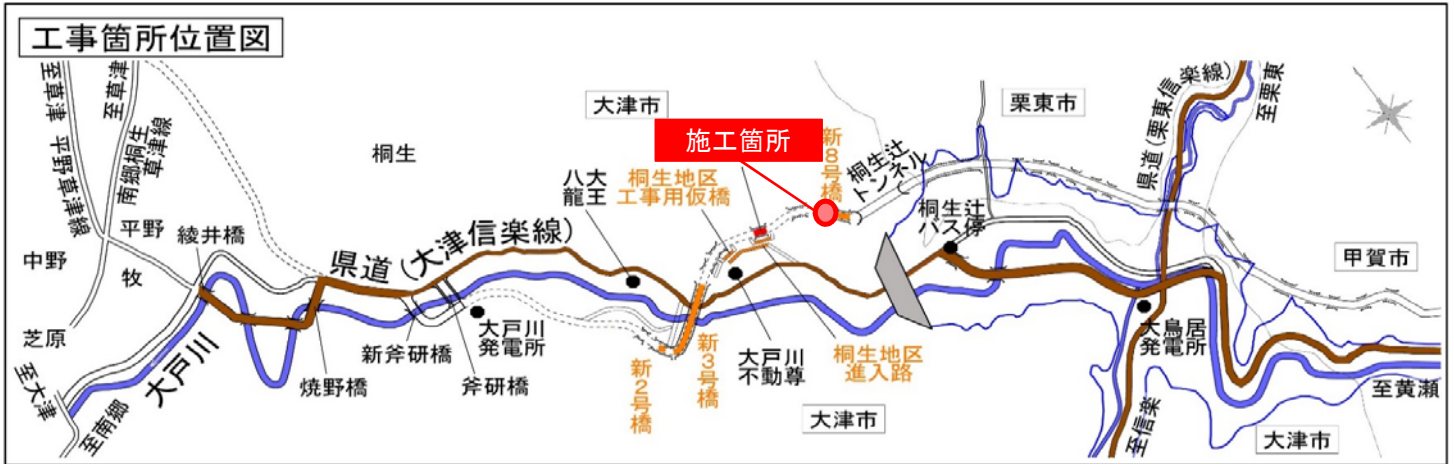 工事箇所位置図
至草津
平野草津線
至草津
南郷桐生
草津線
桐生
大津市
栗東市
県道(栗東信楽線)
至栗東
施工箇所
新8号橋
桐生辻
トンネル
八大
龍王
桐生地区
工事用仮橋
桐生辻
バス停
甲賀市
中野
平野
綾井橋
牧
県道(大津信楽線)
芝原
至大津
至南郷
大戸川
焼野橋
新斧研橋
斧研橋
大戸川
発電所
新2号橋
新3号橋
大戸川
不動尊
桐生地区
進入路
大津市
大鳥居
発電所
至信楽
大津市
至黄瀬